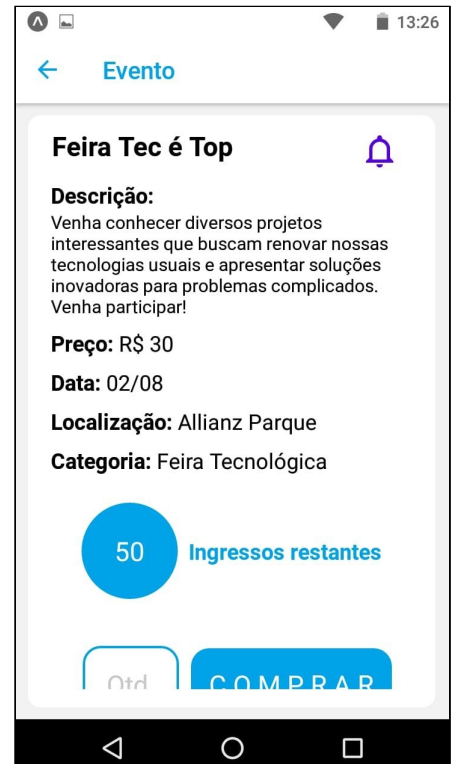 13:26
Evento
Feira Tec é Top
Descrição:
Venha conhecer diversos projetos
interessantes que buscam renovar nossas
tecnologias usuais e apresentar soluções
inovadoras para problemas complicados.
Venha participar!
Preço: R$ 30
Data: 02/08
Localização: Allianz Parque
Categoria: Feira Tecnológica
50 Ingressos restantes
Qtd COMPRAR